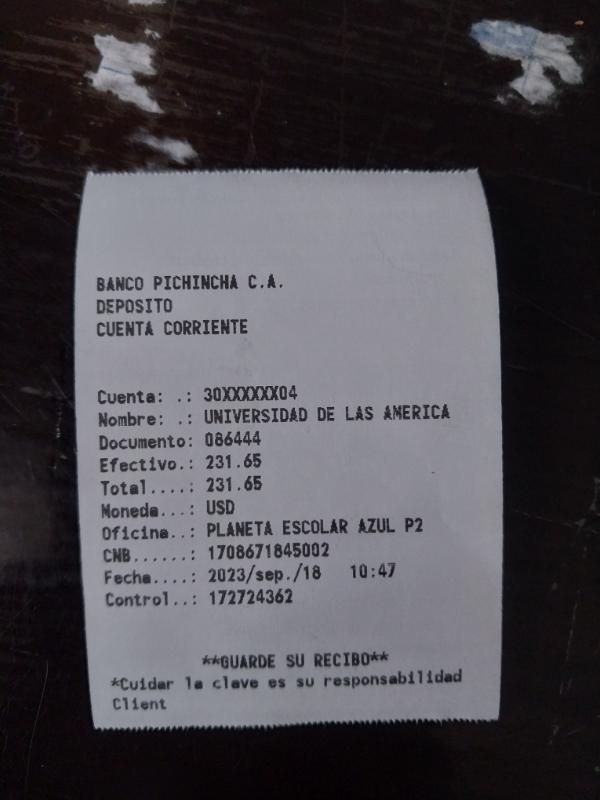 BANCO PICHINCHA C.A.
DEPOSITO
CUENTA CORRIENTE
Cuenta: .: 30XXXXXX04
Nombre: .: UNIVERSIDAD DE LAS AMERICA
Documento: 086444
Efectivo.: 231.65
Total....: 231.65
Moneda...: USD
Oficina..: PLANETA ESCOLAR AZUL P2
CNB......: 1708671845002
Fecha....: 2023/sep./18 10:47
Control..: 172724362
**GUARDE SU RECIBO**
*Cuidar la clave es su responsabilidad
Client